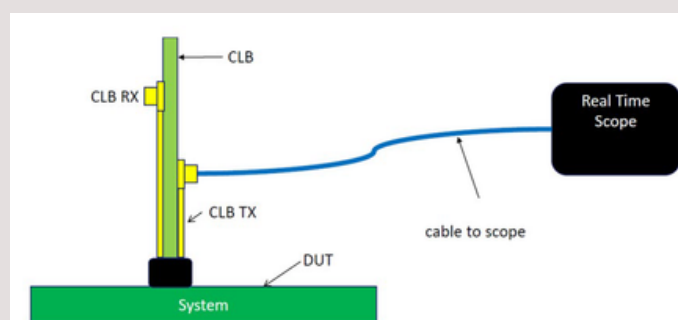 CLB
CLB RX
Real Time
Scope
CLB TX
cable to scope
DUT
System